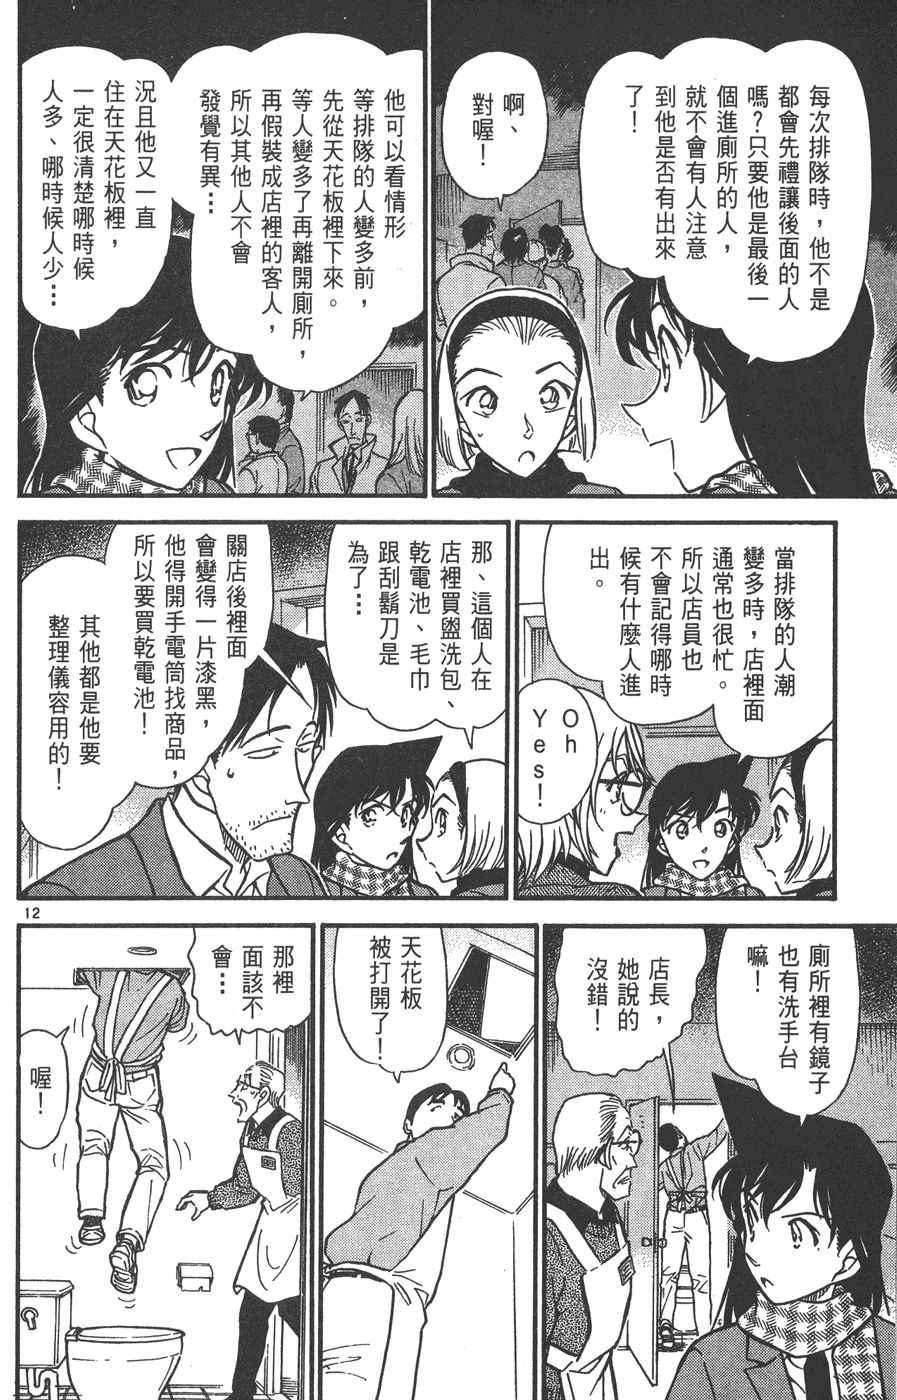 每次排隊時，他不是
都會先禮讓後面的人
嗎？只要他是最後一
個進廁所的人，
就不會有人注意
到他是否有出來
了！
啊、
對喔！
他可以看情形
等排隊的人變多前，
先從天花板裡下來。
等人變多了再離開廁所，
再假裝成店裡的客人，
所以其他人不會
發覺有異…
況且他又一直
住在天花板裡，
一定很清楚哪時候
人多、哪時候人少…
當排隊的人潮
變多時，店裡面
通常也很忙。
所以店員也
不會記得哪時
候有什麼人進
出。
Oh
Yes!
那、這個人在
店裡買盥洗包、
乾電池、毛巾
跟刮鬍刀是
為了…
關店後裡面
會變得一片漆黑，
他得開手電筒找商品，
所以要買乾電池！
其他都是他要
整理儀容用的！
12
廁所裡有鏡子
也有洗手台
嘛！
店長，
她說的
沒錯！
天花板
被打開了！
那裡
面該不
會…
喔！